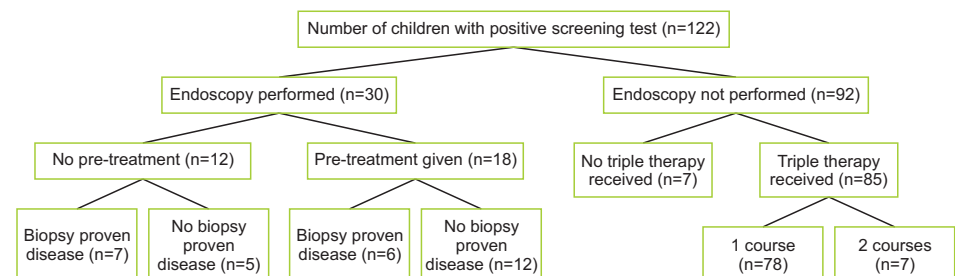 Number of children with positive screening test (n=122)
Endoscopy performed (n=30)
Endoscopy not performed (n=92)
No pre-treatment (n=12)
Pre-treatment given (n=18)
No triple therapy
received (n=7)
Triple therapy
received (n=85)
Biopsy proven
disease (n=7)
No biopsy
proven
disease (n=5)
Biopsy proven
disease (n=6)
No biopsy
proven
disease (n=12)
1 course
(n=78)
2 courses
(n=7)